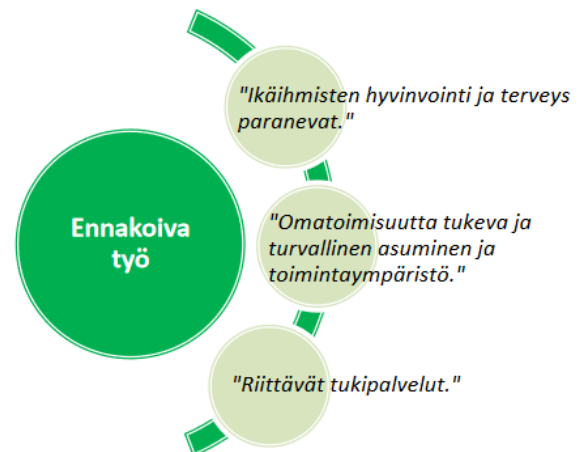 "Ikäihmisten hyvinvointi ja terveys
paranevat."
Ennakoiva
työ
"Omatoimisuutta tukeva ja
turvallinen asuminen ja
toimintaympäristö."
"Riittävät tukipalvelut."